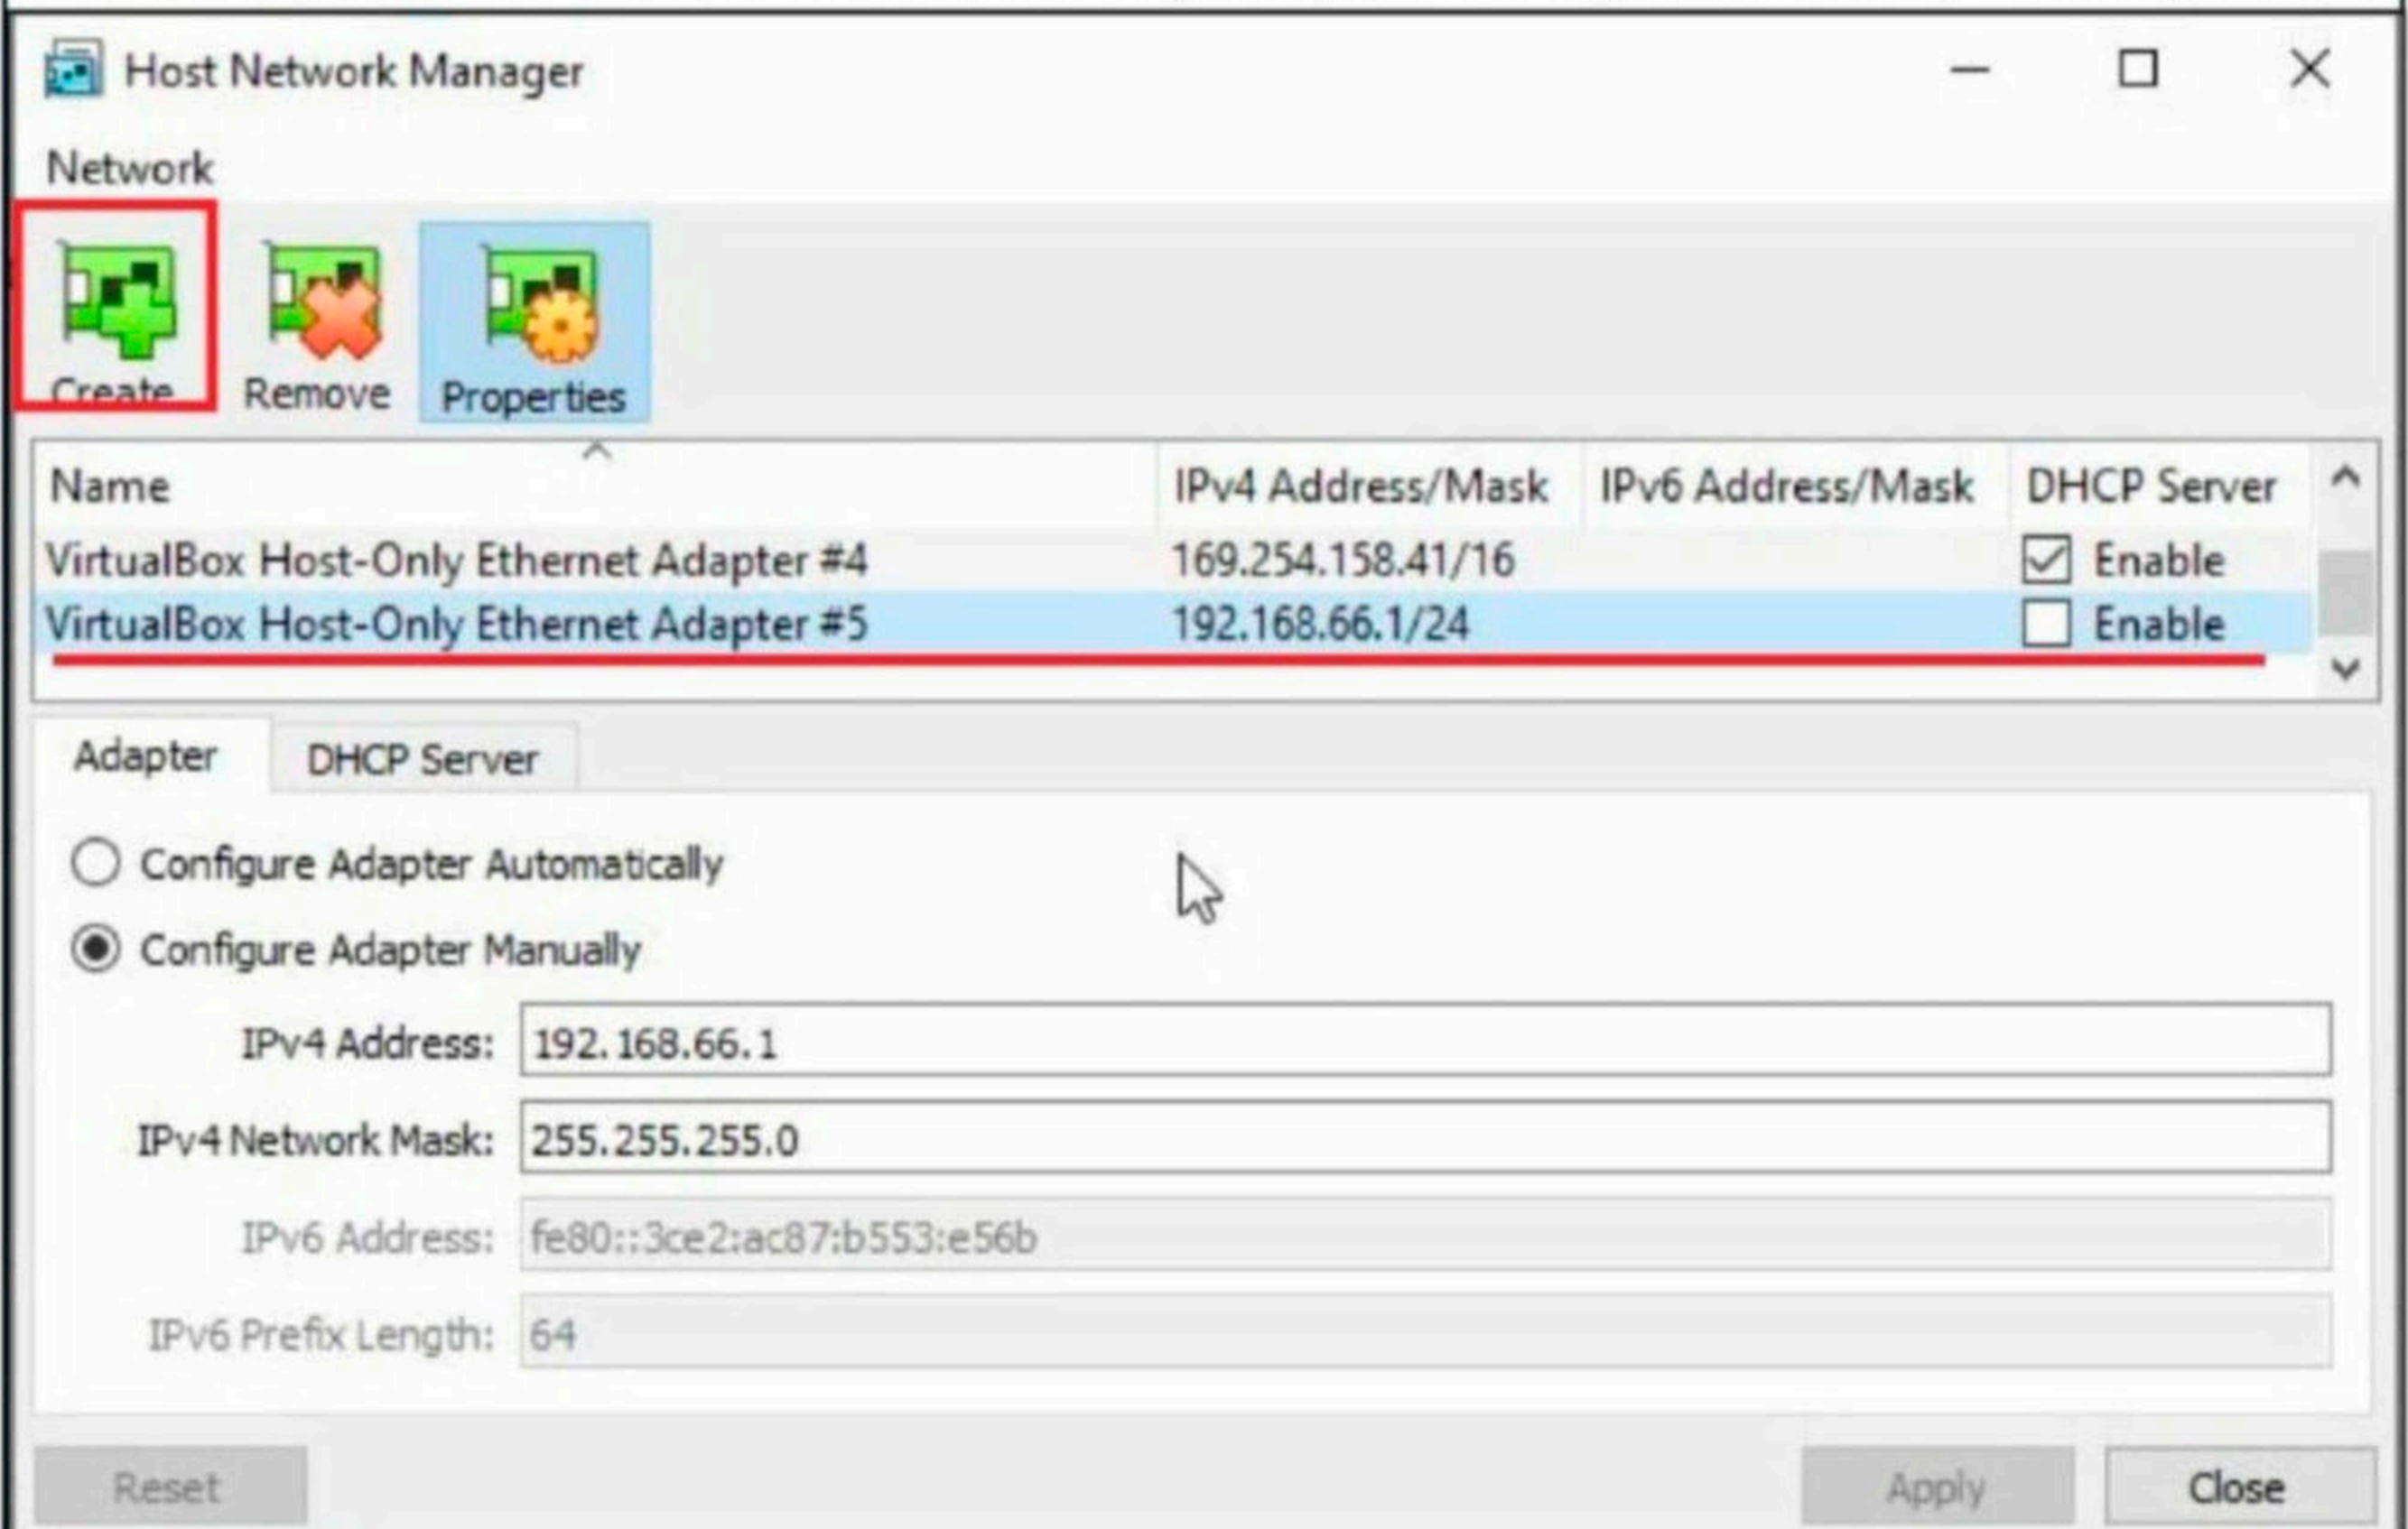 Host Network Manager
Network
Create Remove Properties
Name IPv4 Address/Mask IPv6 Address/Mask DHCP Server
VirtualBox Host-Only Ethernet Adapter #4 169.254.158.41/16 Enable
VirtualBox Host-Only Ethernet Adapter #5 192.168.66.1/24 Enable
Adapter DHCP Server
Configure Adapter Automatically
Configure Adapter Manually
IPv4 Address: 192.168.66.1
IPv4 Network Mask: 255.255.255.0
IPv6 Address: fe80::3ce2:ac87:b553:e56b
IPv6 Prefix Length: 64
Reset Apply Close